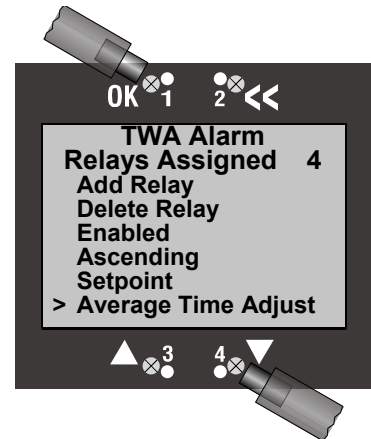 OK 1 2 <<
TWA Alarm
Relays Assigned 4
Add Relay
Delete Relay
Enabled
Ascending
Setpoint
> Average Time Adjust
3 4